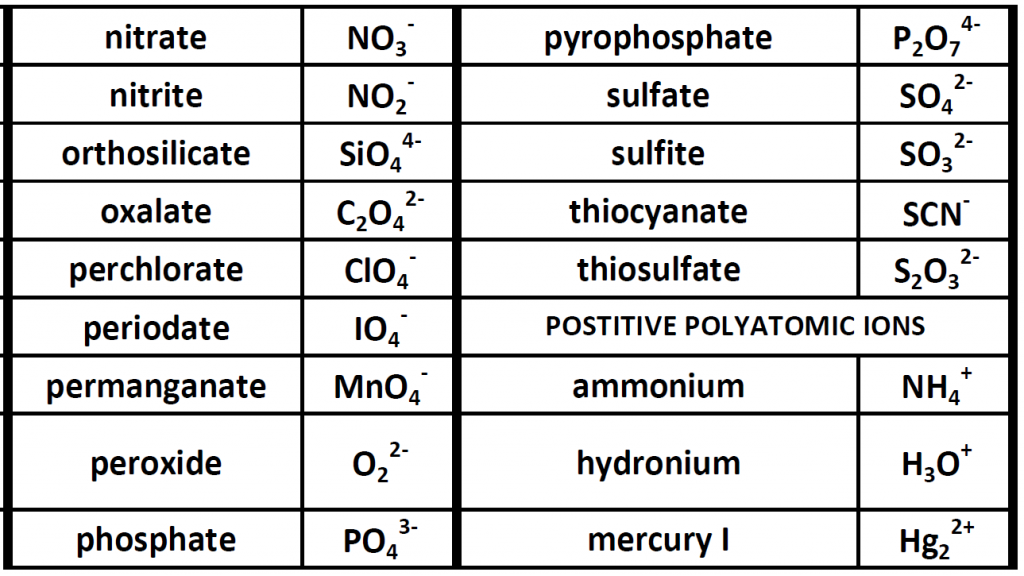 nitrate NO₃⁻ pyrophosphate P₂O₇⁴⁻
nitrite NO₂⁻ sulfate SO₄²⁻
orthosilicate SiO₄⁴⁻ sulfite SO₃²⁻
oxalate C₂O₄²⁻ thiocyanate SCN⁻
perchlorate ClO₄⁻ thiosulfate S₂O₃²⁻
periodate IO₄⁻ POSTITIVE POLYATOMIC IONS
permanganate MnO₄⁻ ammonium NH₄⁺
peroxide O₂²⁻ hydronium H₃O⁺
phosphate PO₄³⁻ mercury I Hg₂²⁺